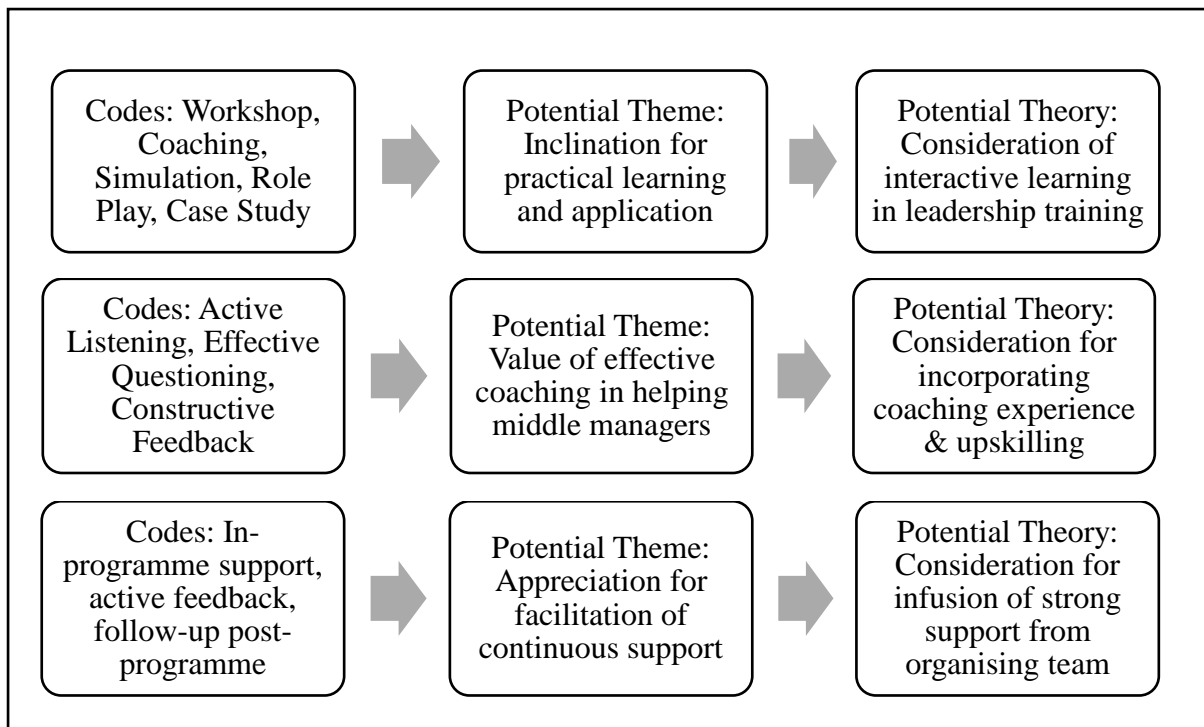 Codes: Workshop,
Coaching,
Simulation, Role
Play, Case Study
Potential Theme:
Inclination for
practical learning
and application
Potential Theory:
Consideration of
interactive learning
in leadership training
Codes: Active
Listening, Effective
Questioning,
Constructive
Feedback
Potential Theme:
Value of effective
coaching in helping
middle managers
Potential Theory:
Consideration for
incorporating
coaching experience
& upskilling
Codes: In-
programme support,
active feedback,
follow-up post-
programme
Potential Theme:
Appreciation for
facilitation of
continuous support
Potential Theory:
Consideration for
infusion of strong
support from
organising team